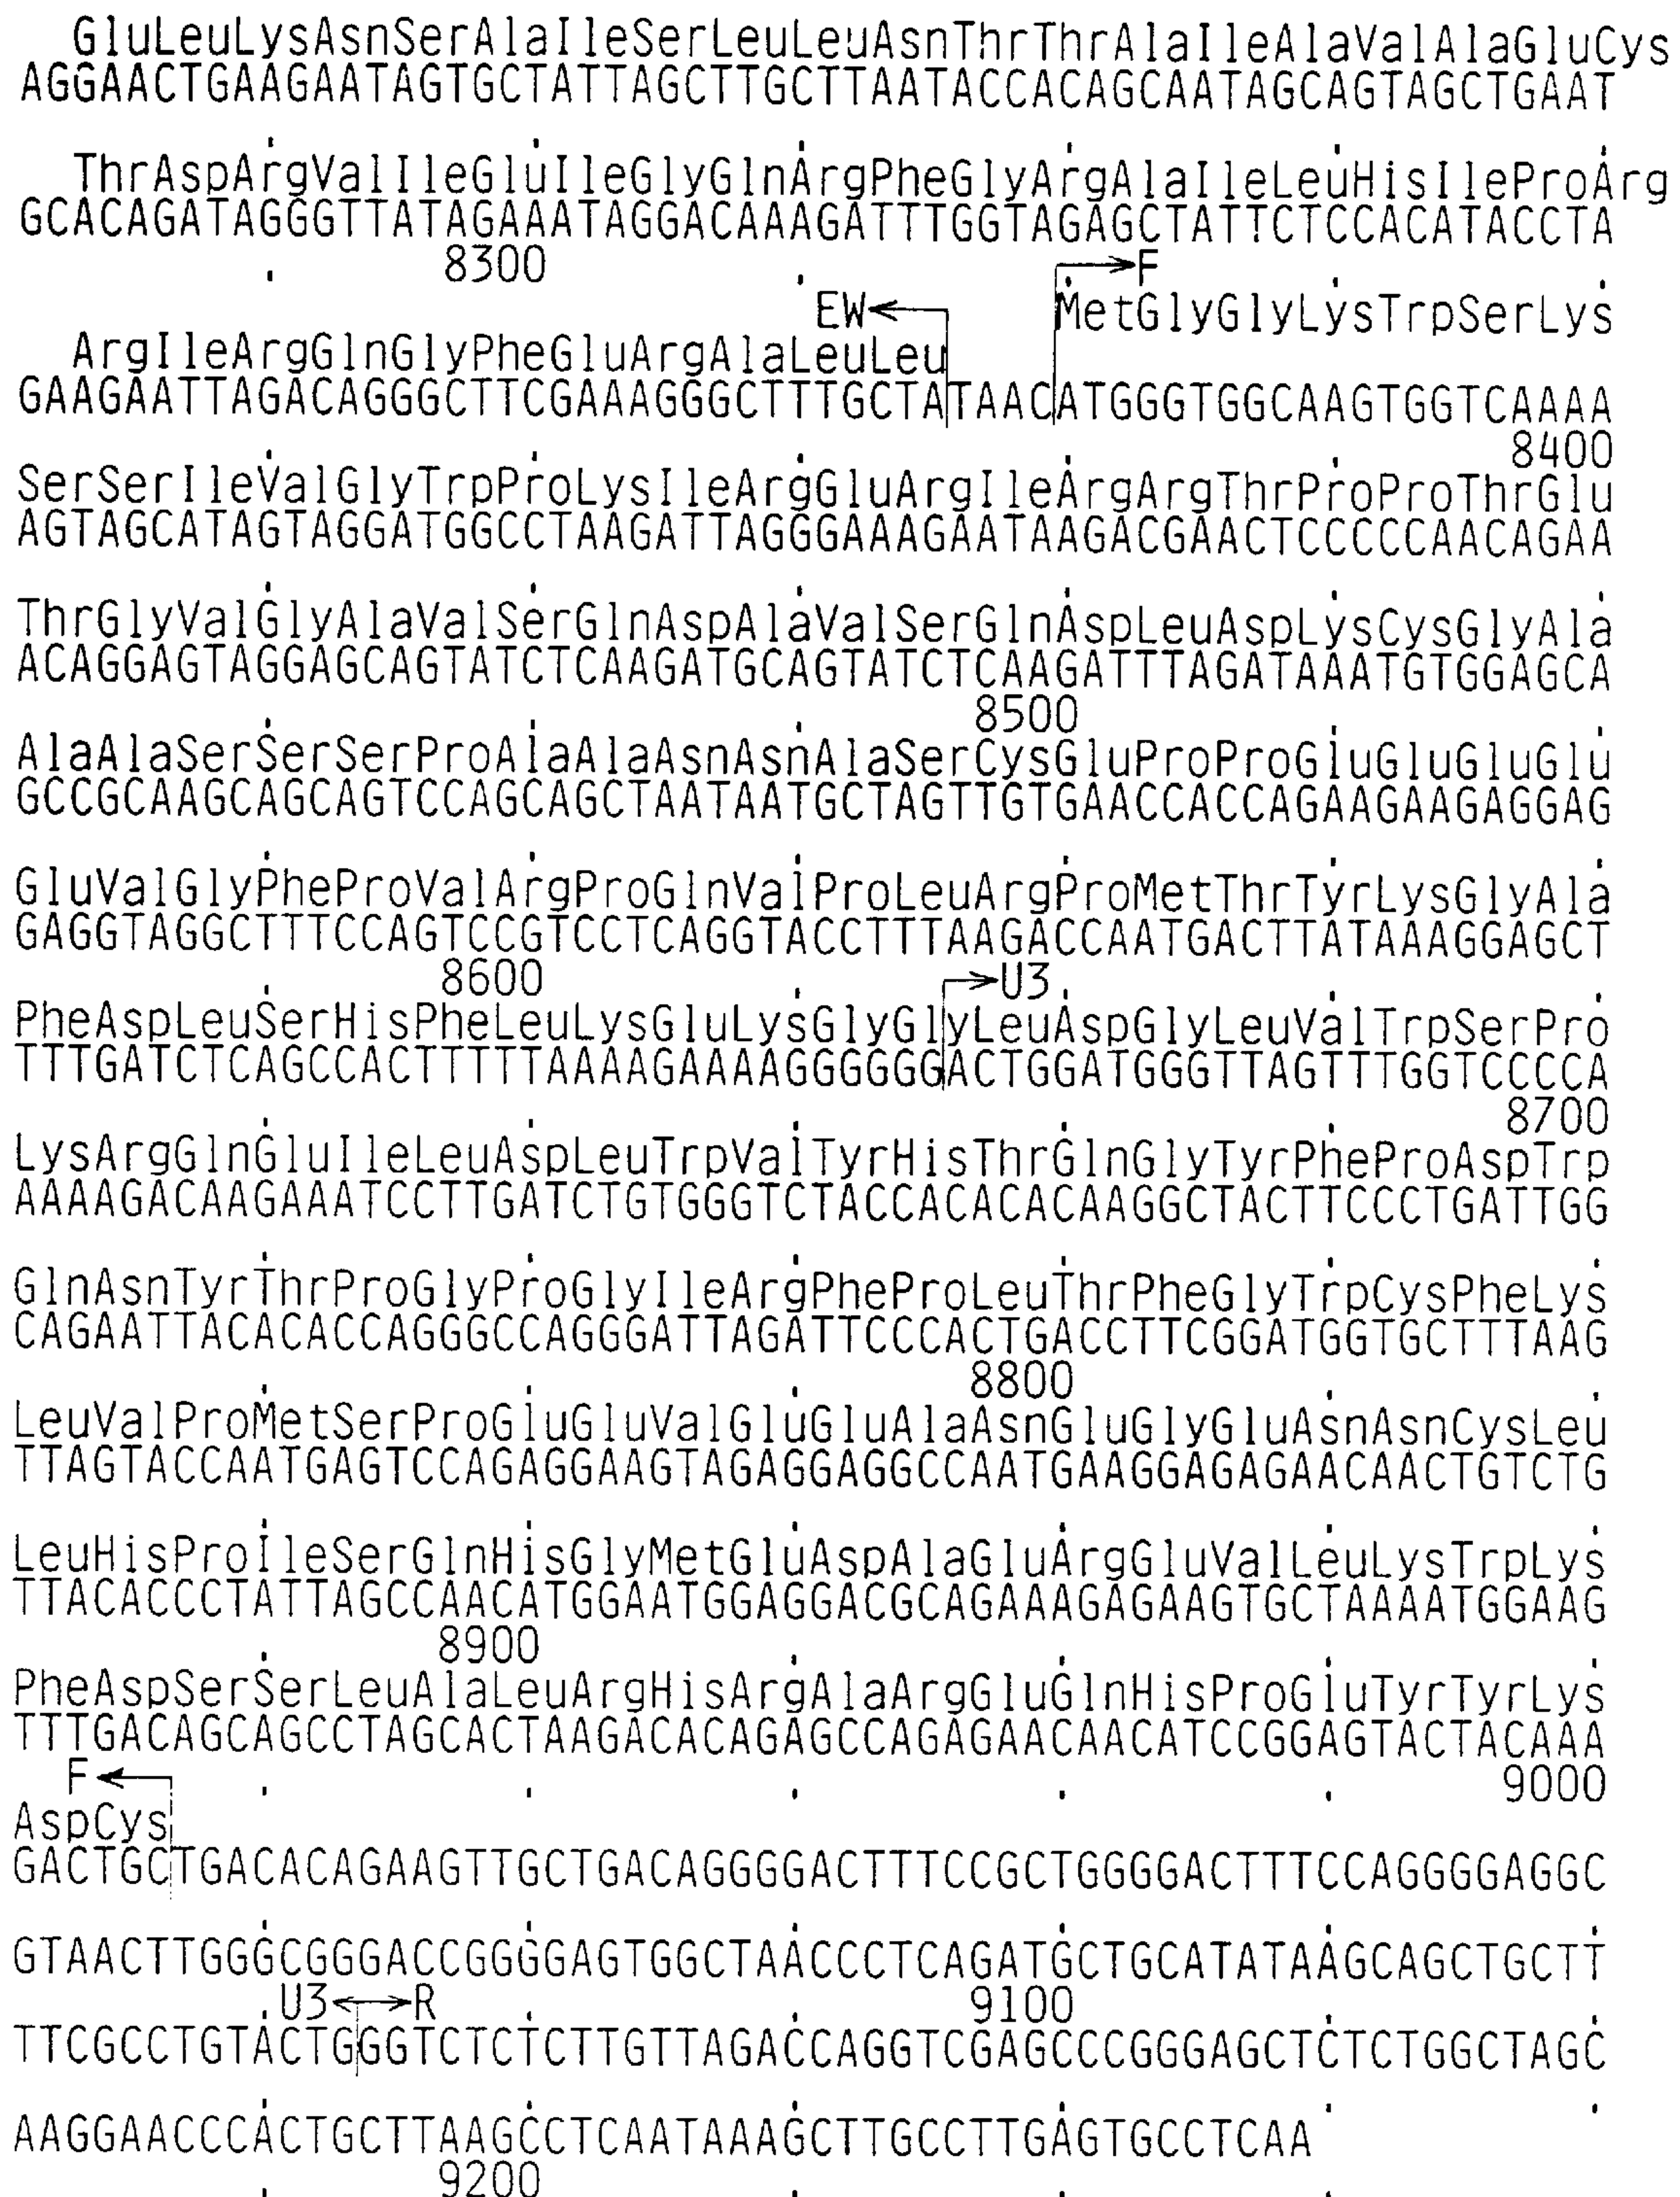 GluLeuLysAsnSerAlaIleSerLeuLeuAsnThrThrAlaIleAlaValAlaGluCys
AGGAACTGAAGAATAGTGCTATTAGCTTGCTTAATACCACAGCAATAGCAGTAGCTGAAT
ThrAspArgValIleGluIleGlyGlnArgPheGlyArgAlaIleLeuHisIleProArg
GCACAGATAGGGTTATAGAAATAGGACAAAGATTTGGTAGAGCTATTCTCCACATACCTA
8300
F
EW
MetGlyGlyLysTrpSerLys
ArgIleArgGlnGlyPheGluArgAlaLeuLeu
GAAGAATTAGACAGGGCTTCGAAAGGGCTTTGCTATAACATGGGTGGCAAGTGGTCAAAA
8400
SerSerIleValGlyTrpProLysIleArgGluArgIleArgArgThrProProThrGlu
AGTAGCATAGTAGGATGGCCTAAGATTAGGGAAAGAATAAGACGAACTCCCCCAACAGAA
ThrGlyValGlyAlaValSerGlnAspAlaValSerGlnAspLeuAspLysCysGlyAla
ACAGGAGTAGGAGCAGTATCTCAAGATGCAGTATCTCAAGATTTAGATAAATGTGGAGCA
8500
AlaAlaSerSerSerProAlaAlaAsnAsnAlaSerCysGluProProGluGluGluGlu
GCCGCAAGCAGCAGTCCAGCAGCTAATAATGCTAGTTGTGAACCACCAGAAGAAGAGGAG
GluValGlyPheProValArgProGlnValProLeuArgProMetThrTyrLysGlyAla
GAGGTAGGCTTTCCAGTCCGTCCTCAGGTACCTTTAAGACCAATGACTTATAAAGGAGCT
8600
U3
PheAspLeuSerHisPheLeuLysGluLysGlyGlyLeuAspGlyLeuValTrpSerPro
TTTGATCTCAGCCACTTTTTAAAAGAAAAGGGGGGACTGGATGGGTTAGTTTGGTCCCCA
8700
LysArgGlnGluIleLeuAspLeuTrpValTyrHisThrGlnGlyTyrPheProAspTrp
AAAAGACAAGAAATCCTTGATCTGTGGGTCTACCACACACAAGGCTACTTCCCTGATTGG
GlnAsnTyrThrProGlyProGlyIleArgPheProLeuThrPheGlyTrpCysPheLys
CAGAATTACACACCAGGGCCAGGGATTAGATTCCCACTGACCTTCGGATGGTGCTTTAAG
8800
LeuValProMetSerProGluGluValGluGluAlaAsnGluGlyGluAsnAsnCysLeu
TTAGTACCAATGAGTCCAGAGGAAGTAGAGGAGGCCAATGAAGGAGAGAACAACTGTCTG
LeuHisProIleSerGlnHisGlyMetGluAspAlaGluArgGluValLeuLysTrpLys
TTACACCCTATTAGCCAACATGGAATGGAGGACGCAGAAAGAGAAGTGCTAAAATGGAAG
8900
PheAspSerSerLeuAlaLeuArgHisArgAlaArgGluGlnHisProGluTyrTyrLys
TTTGACAGCAGCCTAGCACTAAGACACAGAGCCAGAGAACAACATCCGGAGTACTACAAA
F
9000
AspCys
GACTGCTGACACAGAAGTTGCTGACAGGGGACTTTCCGCTGGGGACTTTCCAGGGGAGGC
GTAACTTGGGCGGGACCGGGGAGTGGCTAACCCTCAGATGCTGCATATAAGCAGCTGCTT
U3
R
9100
TTCGCCTGTACTGGGTCTCTCTTGTTAGACCAGGTCGAGCCCGGGAGCTCTCTGGCTAGC
AAGGAACCCACTGCTTAAGCCTCAATAAAGCTTGCCTTGAGTGCCTCAA
9200